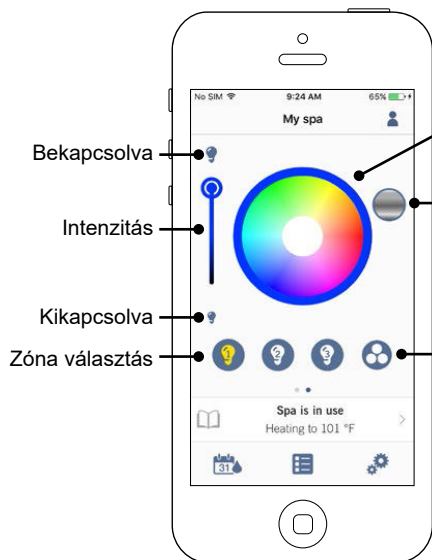 No SIM 9:24 AM 65%
My spa
Bekapcsolva
Intenzitás
Kikapcsolva
Zóna választás
1 2 3
Spa is in use
Heating to 101 °F
31